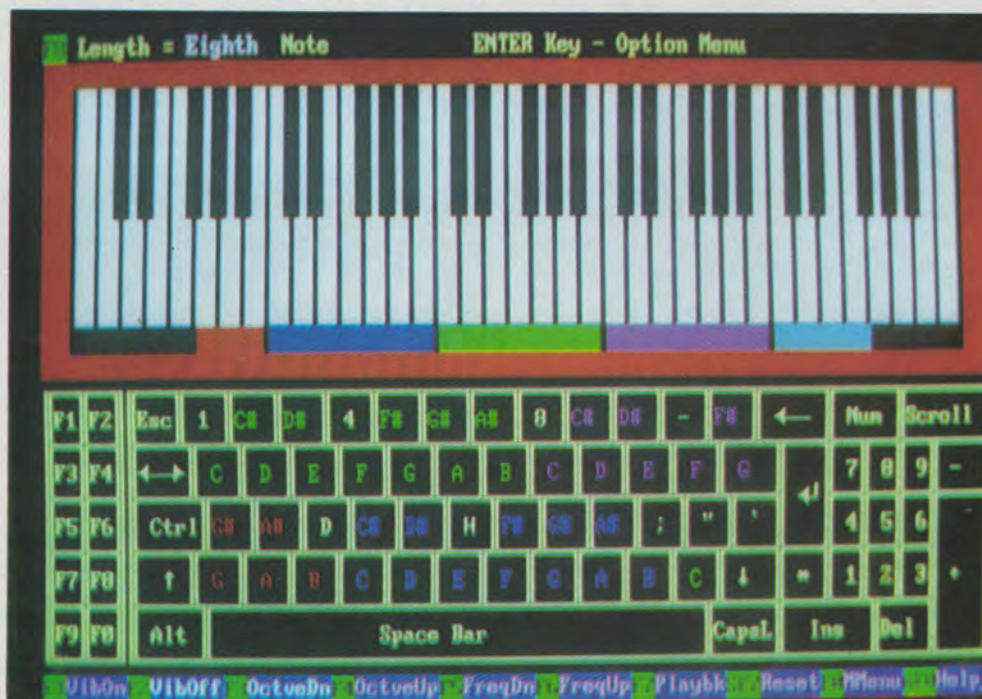 Length = Eighth Note ENTER Key - Option Menu
F1 F2 Esc 1 C# D# 4 F# G# A# 8 C# D# - F# ← Num Scroll
F3 F4 ↔ C D E F G A B C D E F G ↵ 7 8 9 -
F5 F6 Ctrl G# A# D C# D# H F# G# A# ; " ' 4 5 6
F7 F8 ↑ G A B C D E F G A B C ↓ * 1 2 3 +
F9 F0 Alt Space Bar CapsL Ins Del
VibOn VibOff OctveDn OctveUp FreqDn FreqUp Playbk Reset MMenu Help